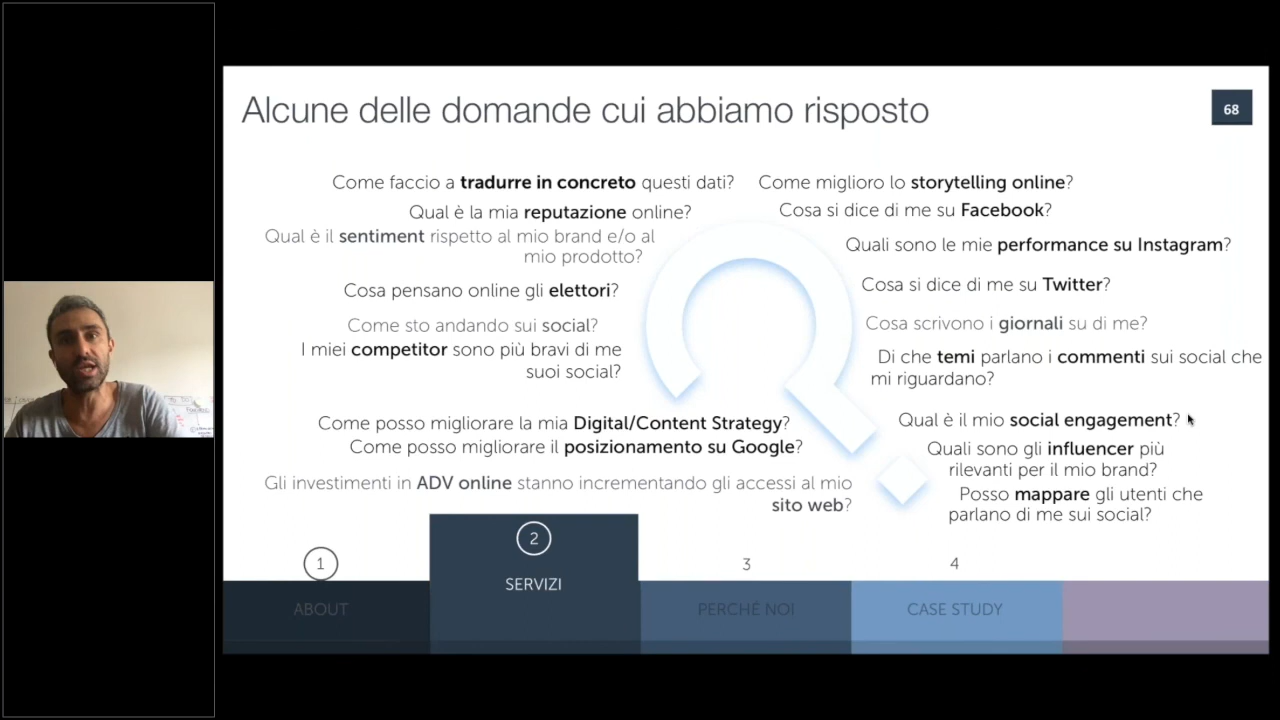 Alcune delle domande cui abbiamo risposto
68
Come faccio a tradurre in concreto questi dati?
Qual è la mia reputazione online?
Qual è il sentiment rispetto al mio brand e/o al
mio prodotto?
Cosa pensano online gli elettori?
Come sto andando sui social?
I miei competitor sono più bravi di me
suoi social?
Come posso migliorare la mia Digital/Content Strategy?
Come posso migliorare il posizionamento su Google?
Gli investimenti in ADV online stanno incrementando gli accessi al mio
sito web?
Come miglioro lo storytelling online?
Cosa si dice di me su Facebook?
Quali sono le mie performance su Instagram?
Cosa si dice di me su Twitter?
Cosa scrivono i giornali su di me?
Di che temi parlano i commenti sui social che
mi riguardano?
Qual è il mio social engagement?
Quali sono gli influencer più
rilevanti per il mio brand?
Posso mappare gli utenti che
parlano di me sui social?
1
ABOUT
2
SERVIZI
3
PERCHÉ NOI
4
CASE STUDY